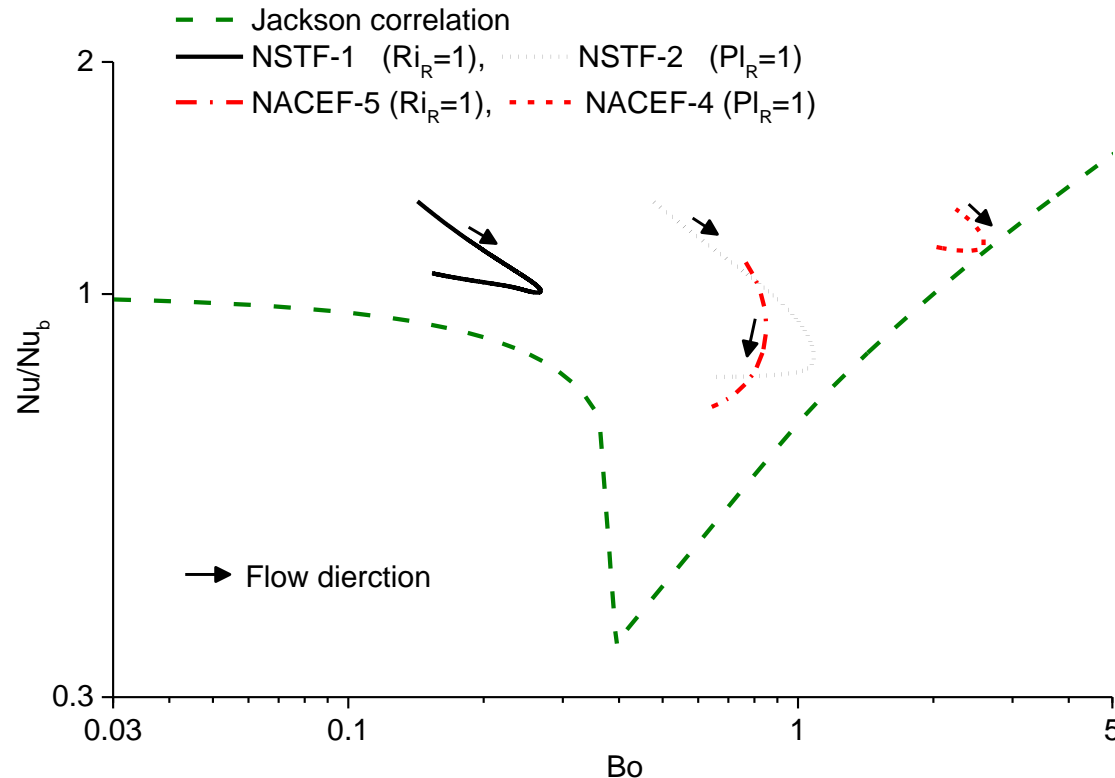 Jackson correlation
NSTF-1 (Ri_R=1), NSTF-2 (Pl_R=1)
NACEF-5 (Ri_R=1), NACEF-4 (Pl_R=1)
2
1
0.3
Nu/Nu_b
Flow dierction
0.03 0.1 1 5
Bo